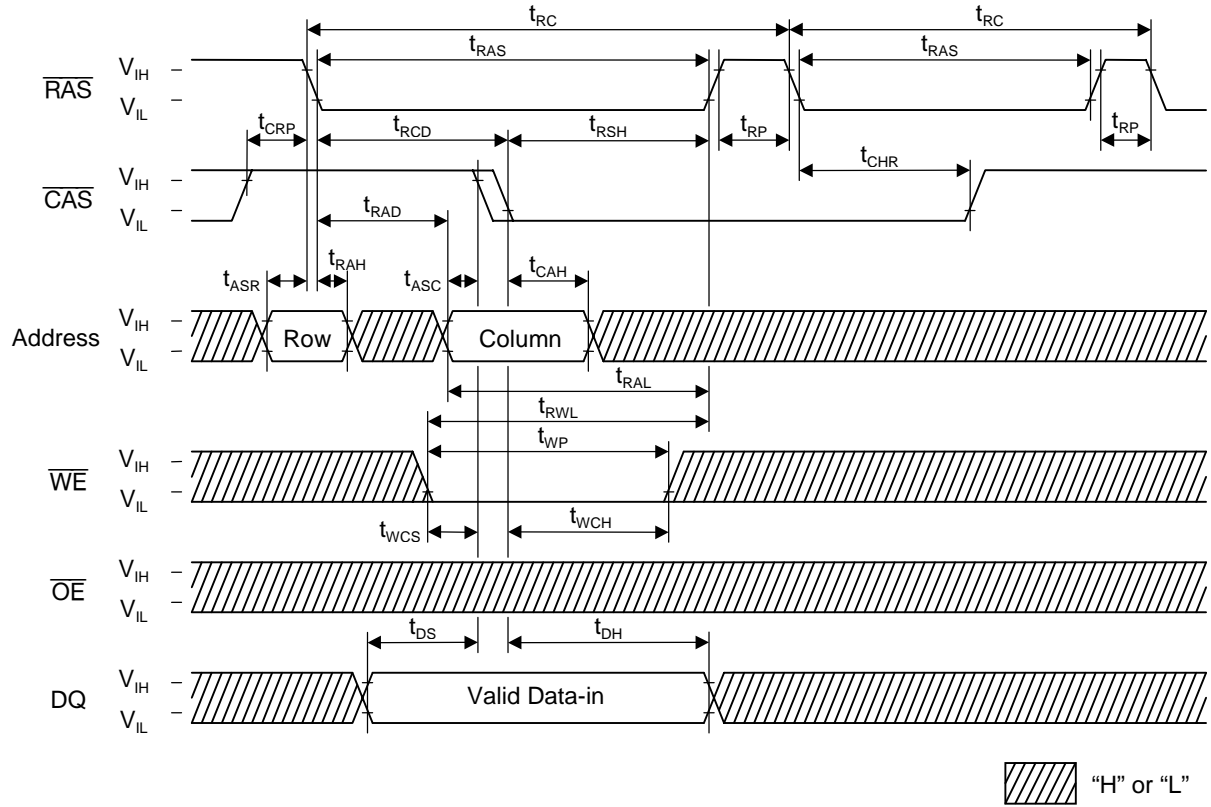 tRC tRC
tRAS tRAS
RAS VIH VIL
tCRP tRCD tRSH tRP tRP
tCHR
CAS VIH VIL
tRAD
tASR tRAH tASC tCAH
Address VIH VIL Row Column
tRAL
tRWL
tWP
WE VIH VIL
tWCS tWCH
OE VIH VIL
tDS tDH
DQ VIH VIL Valid Data-in
“H” or “L”